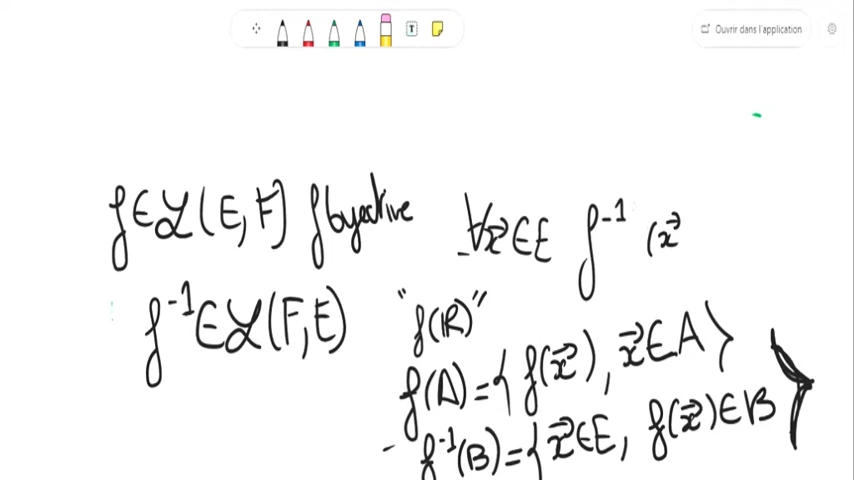 Ouvrir dans l'application
T
f ∈ ℒ(E, F) f bijective ∀x⃗ ∈ E f⁻¹(x⃗
f⁻¹ ∈ ℒ(F, E) "f(ℝ)"
f(A) = { f(x⃗), x⃗ ∈ A }
f⁻¹(B) = { x⃗ ∈ E, f(x⃗) ∈ B }